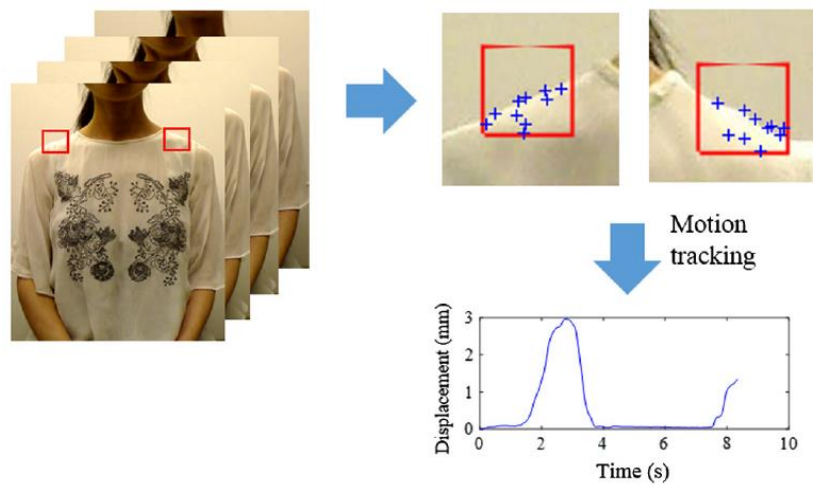 Motion
tracking
Displacement (mm)
3
2
1
0
0 2 4 6 8 10
Time (s)